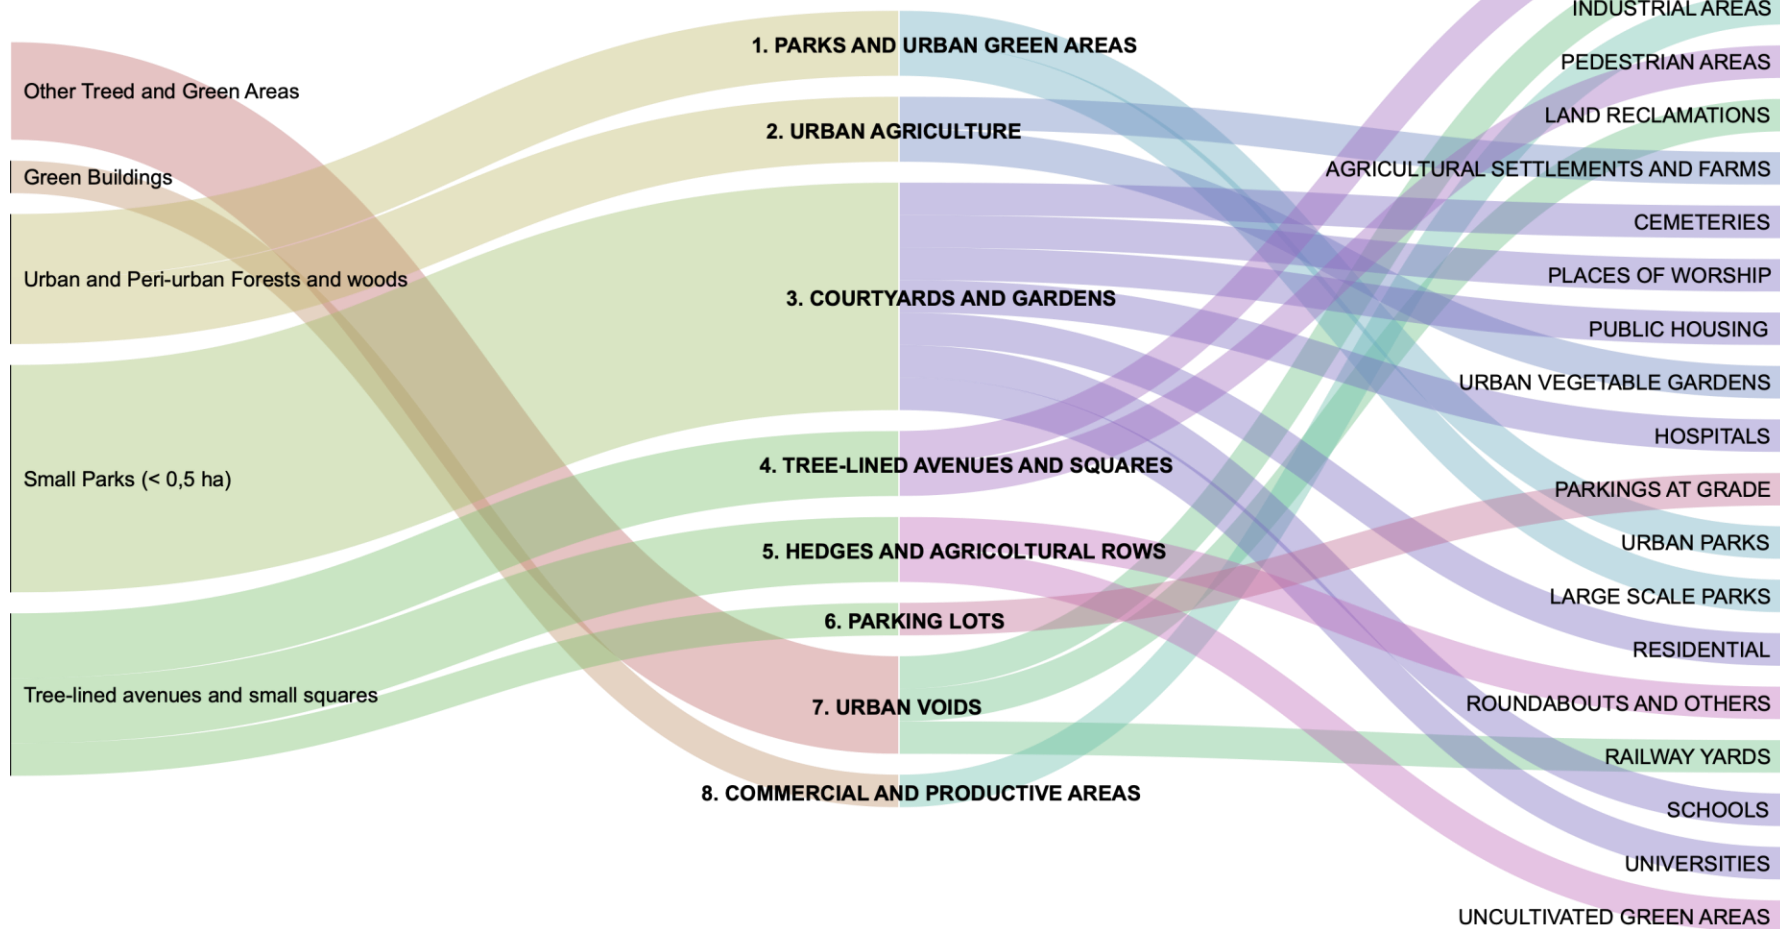 Other Treed and Green Areas
Green Buildings
Urban and Peri-urban Forests and woods
Small Parks (< 0,5 ha)
Tree-lined avenues and small squares
1. PARKS AND URBAN GREEN AREAS
2. URBAN AGRICULTURE
3. COURTYARDS AND GARDENS
4. TREE-LINED AVENUES AND SQUARES
5. HEDGES AND AGRICOLTURAL ROWS
6. PARKING LOTS
7. URBAN VOIDS
8. COMMERCIAL AND PRODUCTIVE AREAS
INDUSTRIAL AREAS
PEDESTRIAN AREAS
LAND RECLAMATIONS
AGRICULTURAL SETTLEMENTS AND FARMS
CEMETERIES
PLACES OF WORSHIP
PUBLIC HOUSING
URBAN VEGETABLE GARDENS
HOSPITALS
PARKINGS AT GRADE
URBAN PARKS
LARGE SCALE PARKS
RESIDENTIAL
ROUNDABOUTS AND OTHERS
RAILWAY YARDS
SCHOOLS
UNIVERSITIES
UNCULTIVATED GREEN AREAS